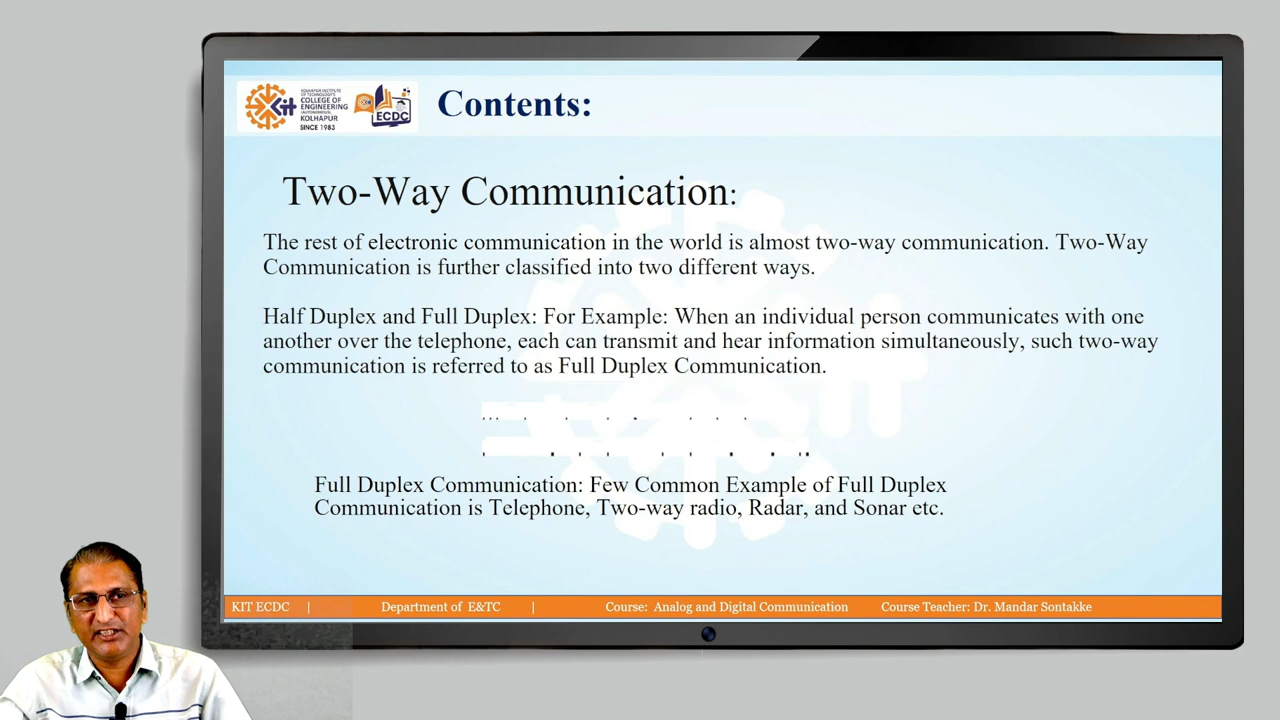 KOLHAPUR INSTITUTE
OF TECHNOLOGY'S
COLLEGE OF
ENGINEERING
(AUTONOMOUS)
KOLHAPUR
SINCE 1983
Kit
ECDC
Contents:
Two-Way Communication:
The rest of electronic communication in the world is almost two-way communication. Two-Way
Communication is further classified into two different ways.
Half Duplex and Full Duplex: For Example: When an individual person communicates with one
another over the telephone, each can transmit and hear information simultaneously, such two-way
communication is referred to as Full Duplex Communication.
Full Duplex Communication: Few Common Example of Full Duplex
Communication is Telephone, Two-way radio, Radar, and Sonar etc.
KIT ECDC | Department of E&TC | Course: Analog and Digital Communication Course Teacher: Dr. Mandar Sontakke